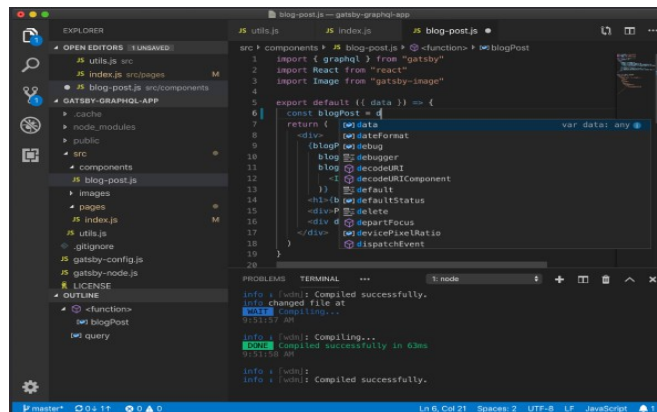 blog-post.js — gatsby-graphql-app
EXPLORER
OPEN EDITORS 1 UNSAVED
JS utils.js src
JS index.js src/pages M
JS blog-post.js src/components
GATSBY-GRAPHQL-APP
.cache
node_modules
public
src
components
JS blog-post.js
images
pages
JS index.js M
JS utils.js
.gitignore
JS gatsby-config.js
JS gatsby-node.js
LICENSE
OUTLINE
<function>
blogPost
query
JS utils.js JS index.js JS blog-post.js
src components JS blog-post.js <function> blogPost
1 import { graphql } from "gatsby"
2 import React from "react"
3 import Image from "gatsby-image"
4
5 export default ({ data }) => {
6 const blogPost = d
7 return (
8 <div>
9 {blogP
10 blog
11 blog
12 <I
13 )}
14 <h1>{b
15 <div>P
16 <div d
17 </div>
18 )
19 }
20
data var data: any
dateFormat
debug
debugger
decodeURI
decodeURIComponent
default
defaultStatus
delete
departFocus
devicePixelRatio
dispatchEvent
PROBLEMS TERMINAL 1: node
info [wdm]: Compiled successfully.
info changed file at
WAIT Compiling...
9:51:57 AM
info [wdm]: Compiling...
DONE Compiled successfully in 63ms
9:51:58 AM
info [wdm]:
info [wdm]: Compiled successfully.
master* 0↓ 1↑ 0 0 Ln 6, Col 21 Spaces: 2 UTF-8 LF JavaScript 1